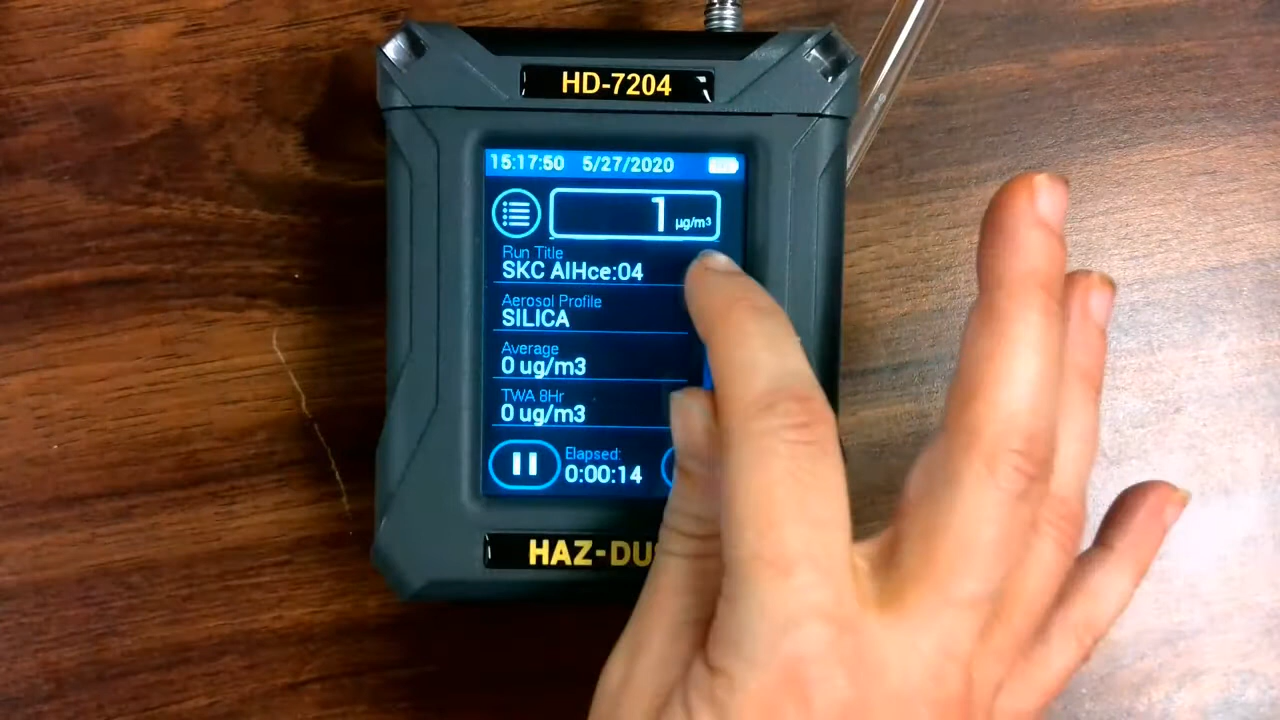 HD-7204
15:17:50 5/27/2020
1 µg/m³
Run Title
SKC AIHce:04
Aerosol Profile
SILICA
Average
0 ug/m3
TWA 8Hr
0 ug/m3
Elapsed:
0:00:14
HAZ-DU